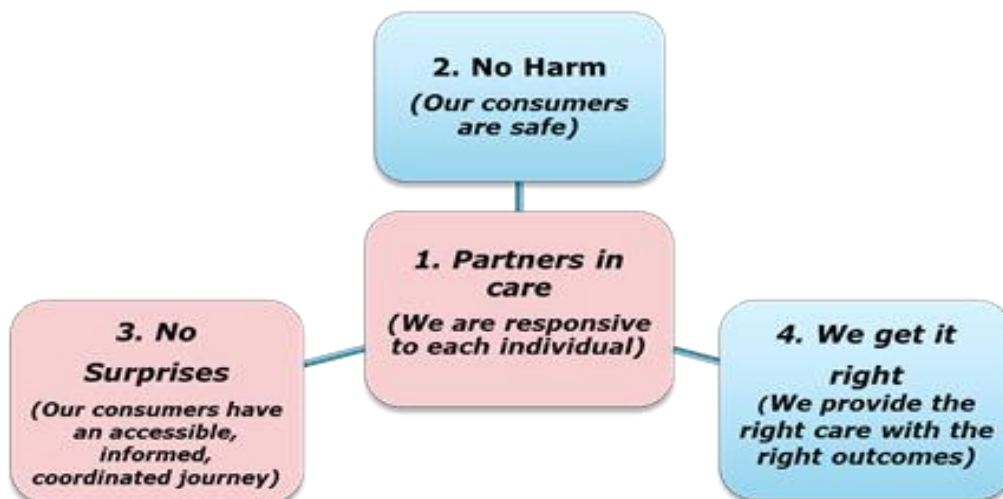 2. No Harm
(Our consumers
are safe)
1. Partners in
care
(We are responsive
to each individual)
3. No
Surprises
(Our consumers have
an accessible,
informed,
coordinated journey)
4. We get it
right
(We provide the
right care with the
right outcomes)